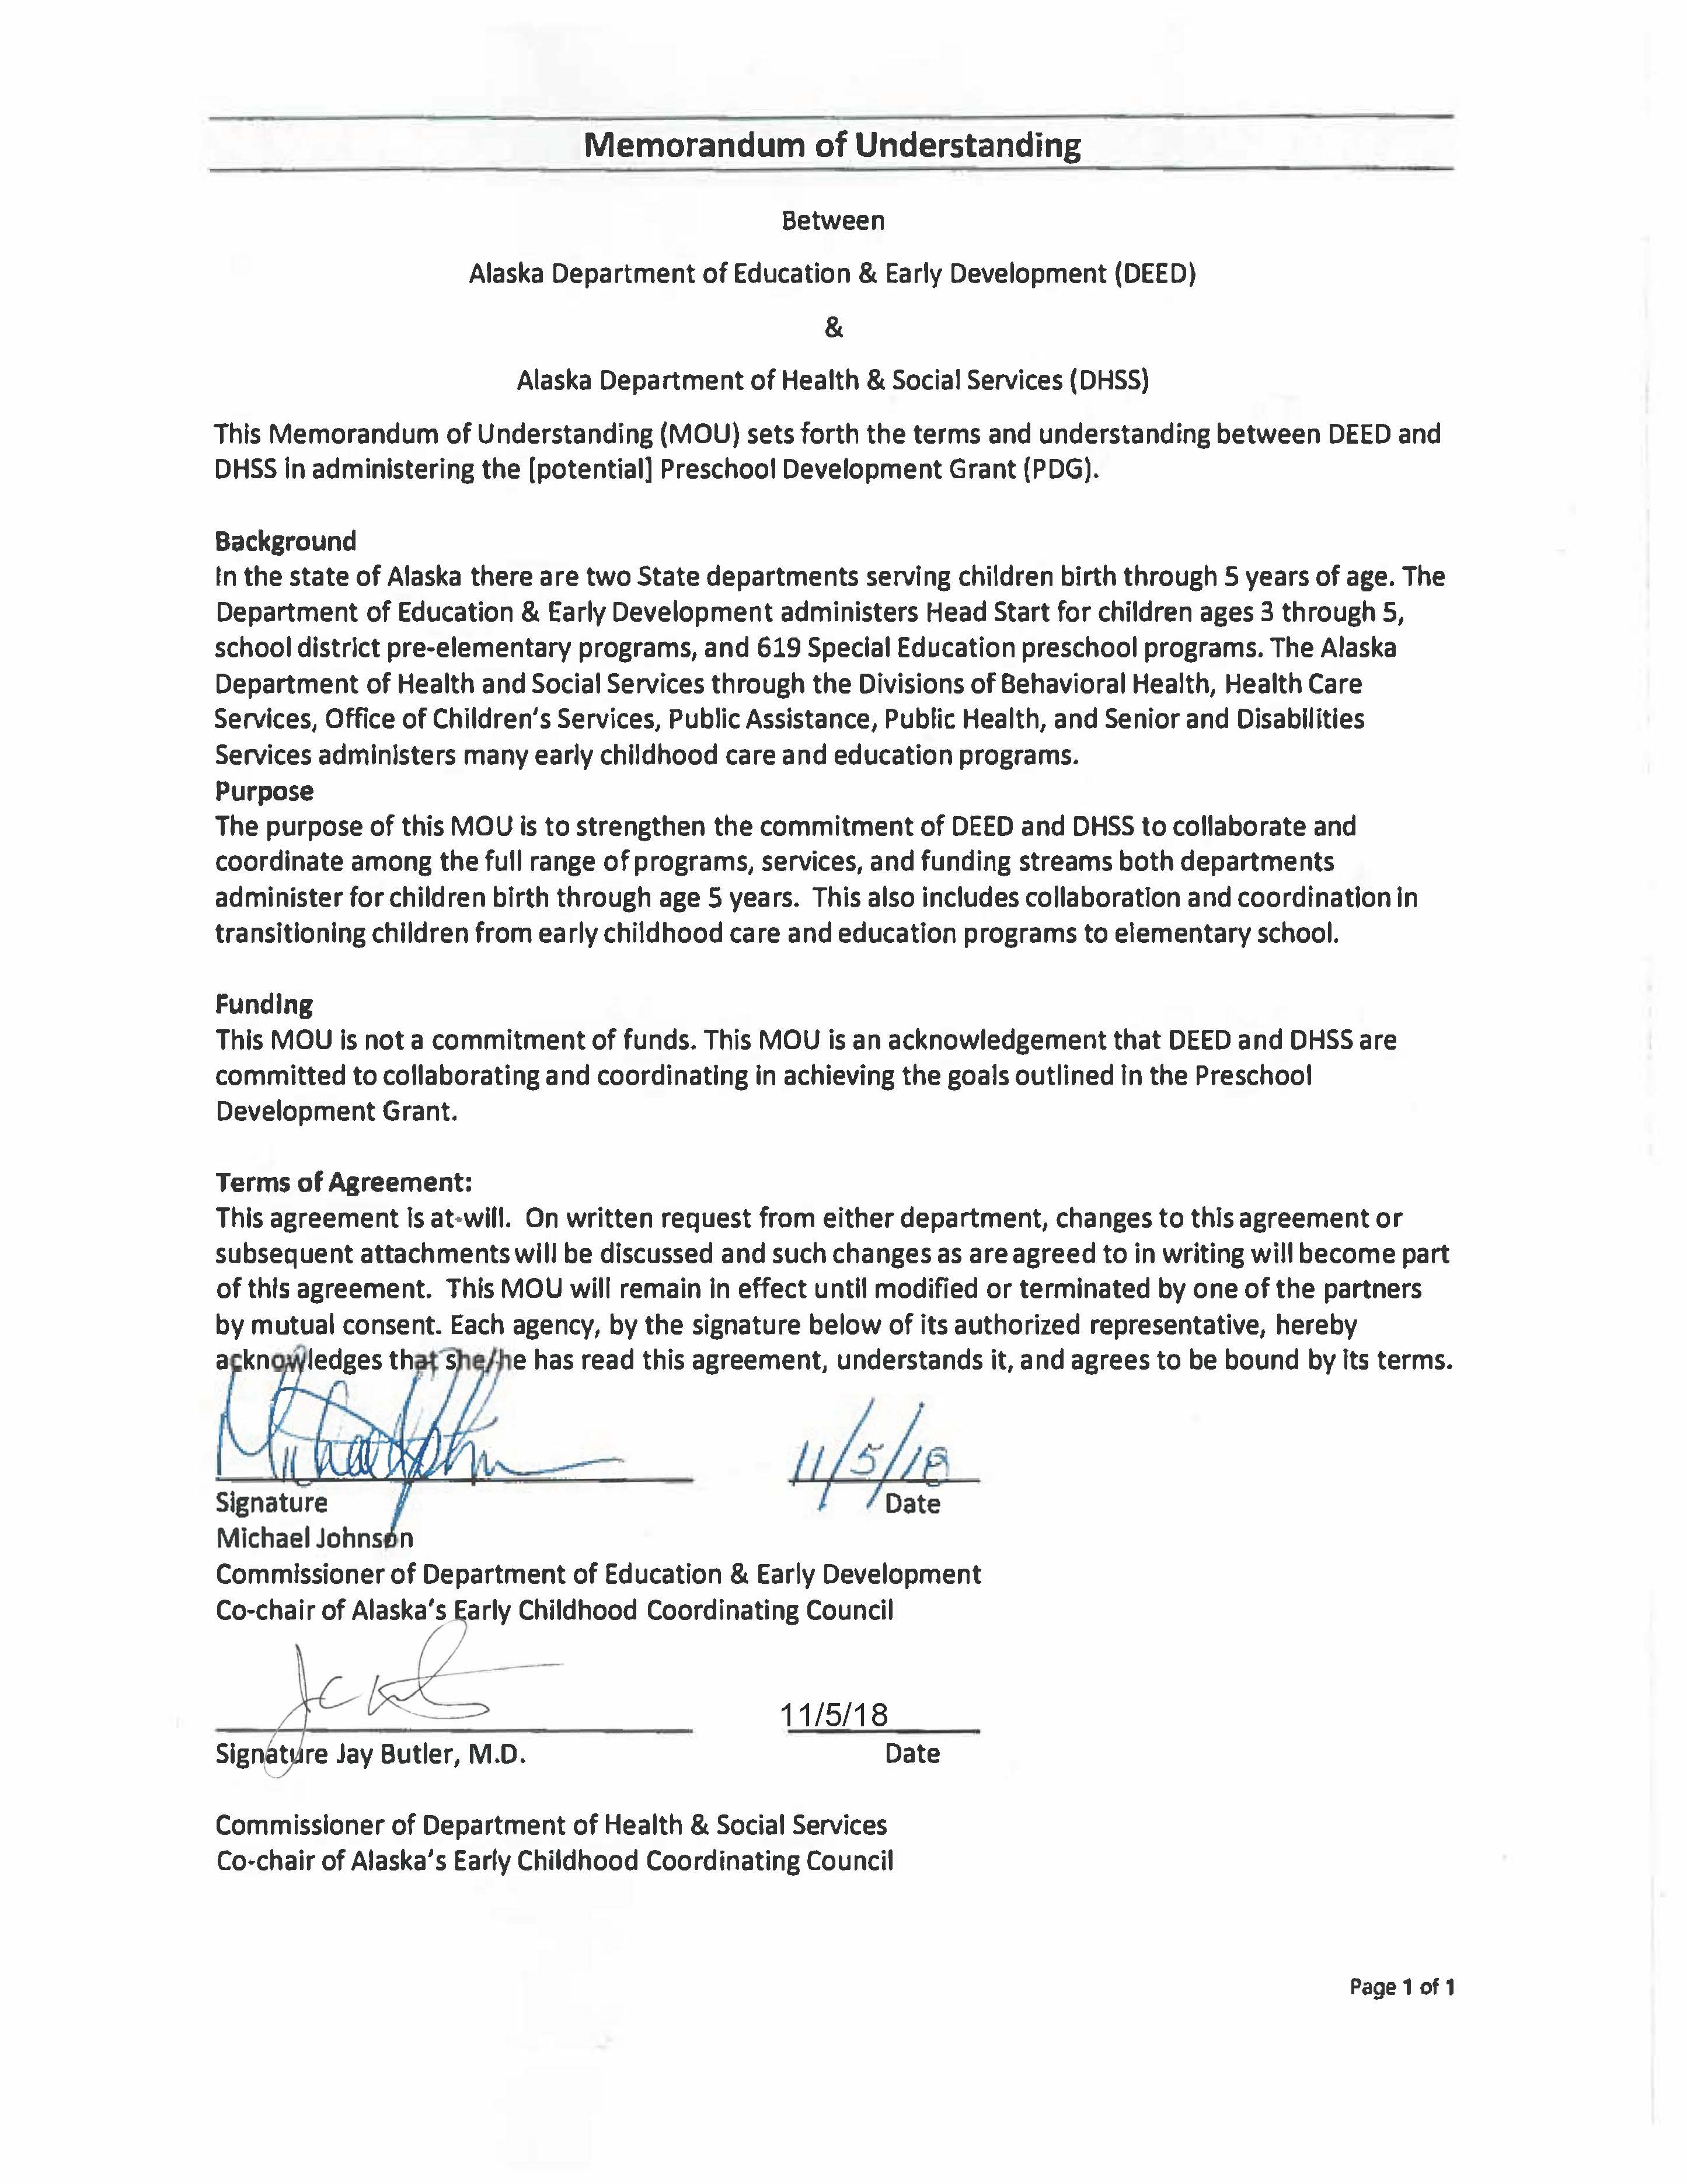 Memorandum of Understanding
Between
Alaska Department of Education & Early Development (DEED)
&
Alaska Department of Health & Social Services (DHSS)
This Memorandum of Understanding (MOU) sets forth the terms and understanding between DEED and
DHSS in administering the [potential] Preschool Development Grant (PDG).
Background
In the state of Alaska there are two State departments serving children birth through 5 years of age. The
Department of Education & Early Development administers Head Start for children ages 3 through 5,
school district pre-elementary programs, and 619 Special Education preschool programs. The Alaska
Department of Health and Social Services through the Divisions of Behavioral Health, Health Care
Services, Office of Children's Services, Public Assistance, Public Health, and Senior and Disabilities
Services administers many early childhood care and education programs.
Purpose
The purpose of this MOU is to strengthen the commitment of DEED and DHSS to collaborate and
coordinate among the full range of programs, services, and funding streams both departments
administer for children birth through age 5 years. This also includes collaboration and coordination in
transitioning children from early childhood care and education programs to elementary school.
Funding
This MOU is not a commitment of funds. This MOU is an acknowledgement that DEED and DHSS are
committed to collaborating and coordinating in achieving the goals outlined in the Preschool
Development Grant.
Terms of Agreement:
This agreement is at-will. On written request from either department, changes to this agreement or
subsequent attachments will be discussed and such changes as are agreed to in writing will become part
of this agreement. This MOU will remain in effect until modified or terminated by one of the partners
by mutual consent. Each agency, by the signature below of its authorized representative, hereby
acknowledges that she/he has read this agreement, understands it, and agrees to be bound by its terms.
11/5/18
Signature Date
Michael Johnson
Commissioner of Department of Education & Early Development
Co-chair of Alaska's Early Childhood Coordinating Council
11/5/18
Signature Jay Butler, M.D. Date
Commissioner of Department of Health & Social Services
Co-chair of Alaska's Early Childhood Coordinating Council
Page 1 of 1